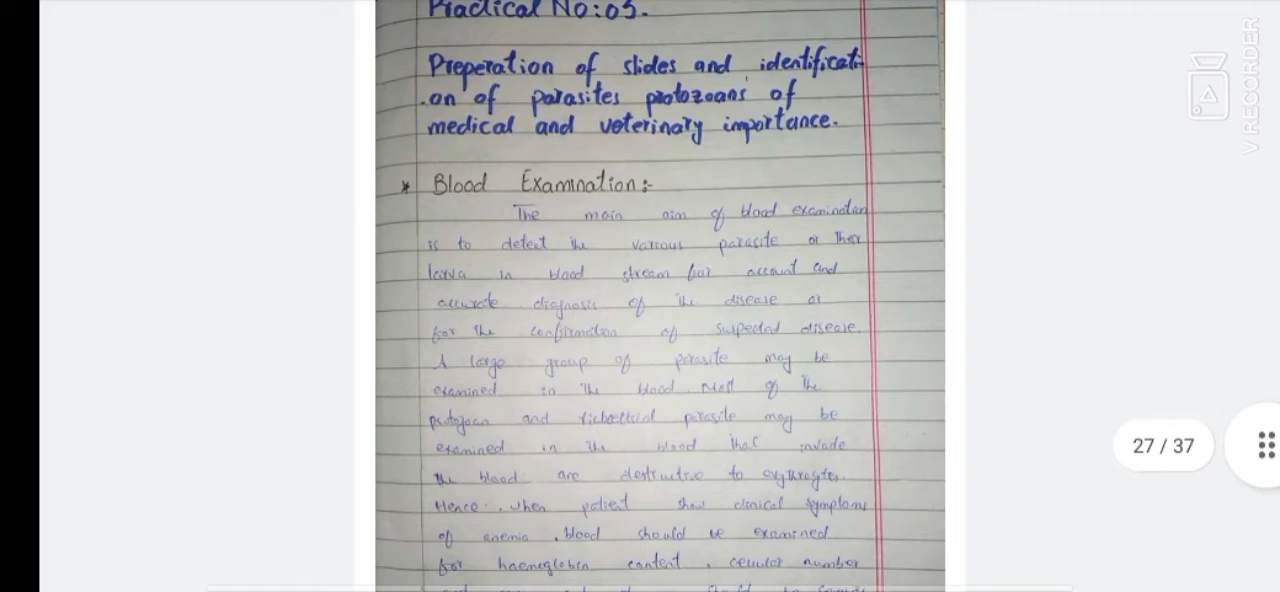 Practical No: 05.
Preperation of slides and identificati
.on of parasites protozoans of
medical and veterinary importance.
* Blood Examination:-
The main aim of blood examination
is to detect the various parasite or Ther
larva in blood stream for account and
accurate diagnosis of the disease or
for the confirmation of suspected disease.
A large group of parasite may be
examined in the blood. Most of the
protozoan and rickettcial parasite may be
examined in the blood that invade
the blood are destructive to erythrocytes.
Hence, when patient show clinical symptoms
of anemia, blood should be examined
for haemoglobin content, cellular number
27 / 37
V RECORDER